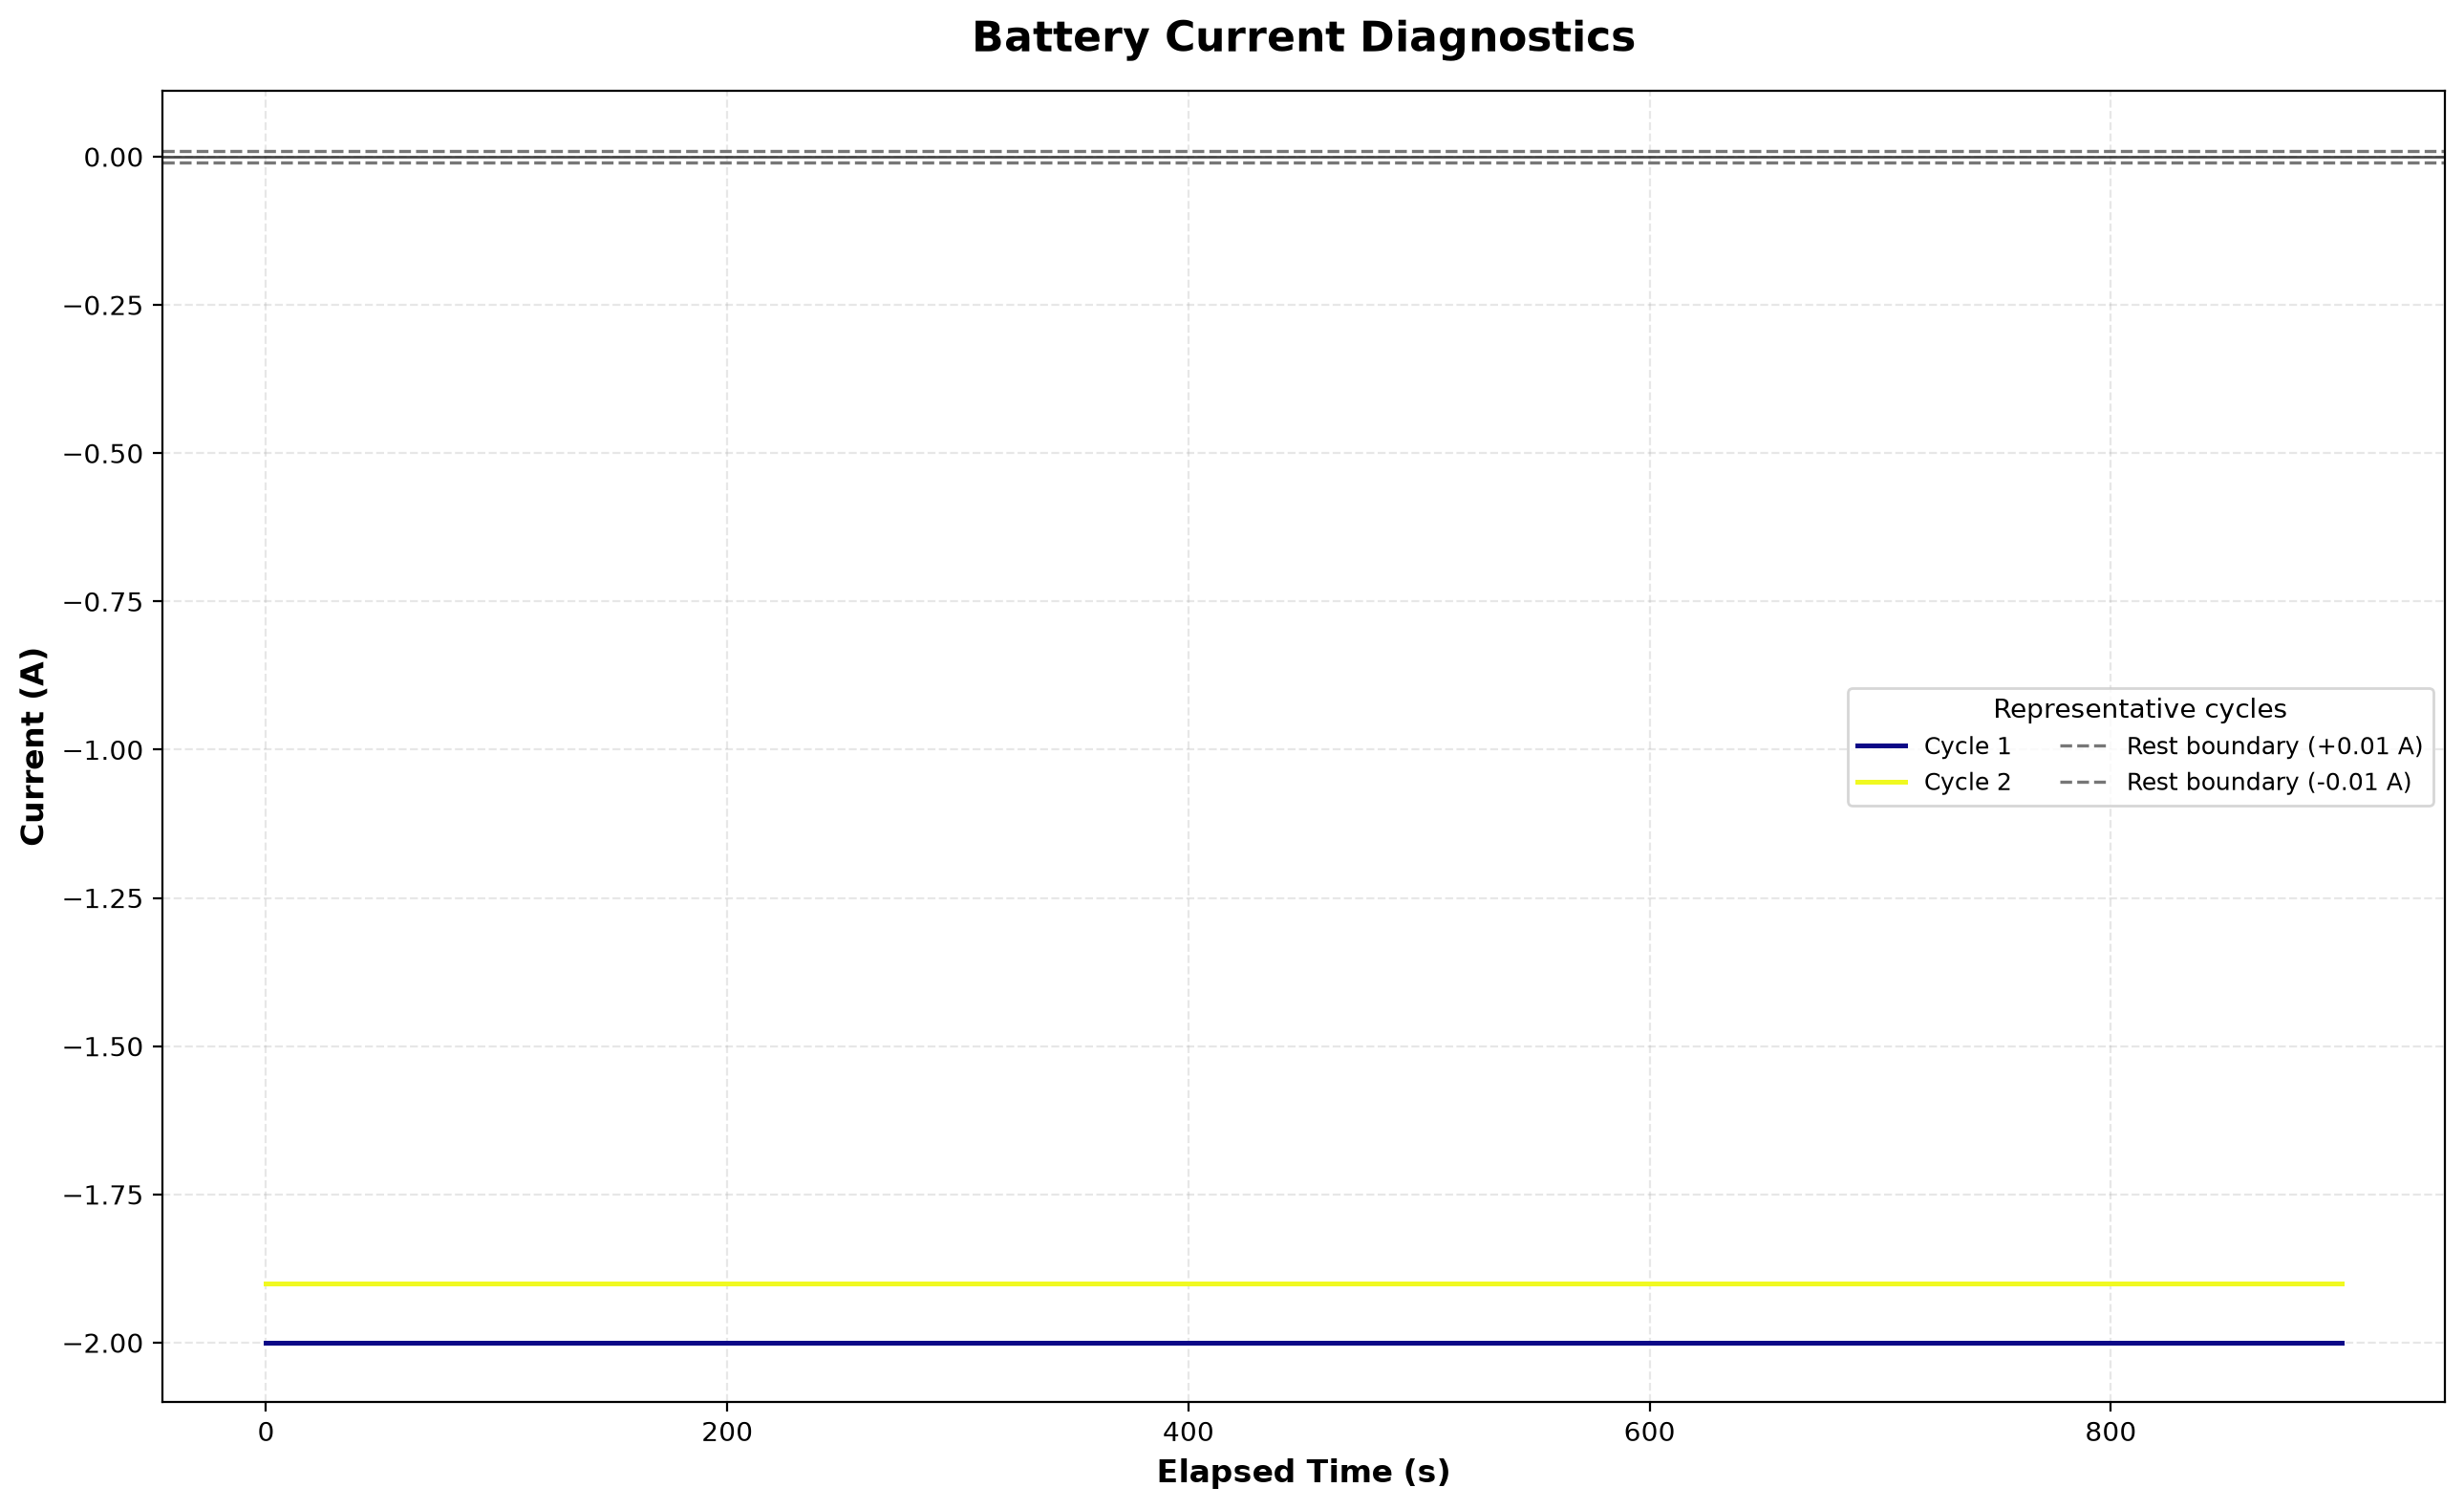 Battery Current Diagnostics
0.00
−0.25
−0.50
−0.75
−1.00
−1.25
−1.50
−1.75
−2.00
Current (A)
Representative cycles
Cycle 1
Cycle 2
Rest boundary (+0.01 A)
Rest boundary (-0.01 A)
0 200 400 600 800
Elapsed Time (s)